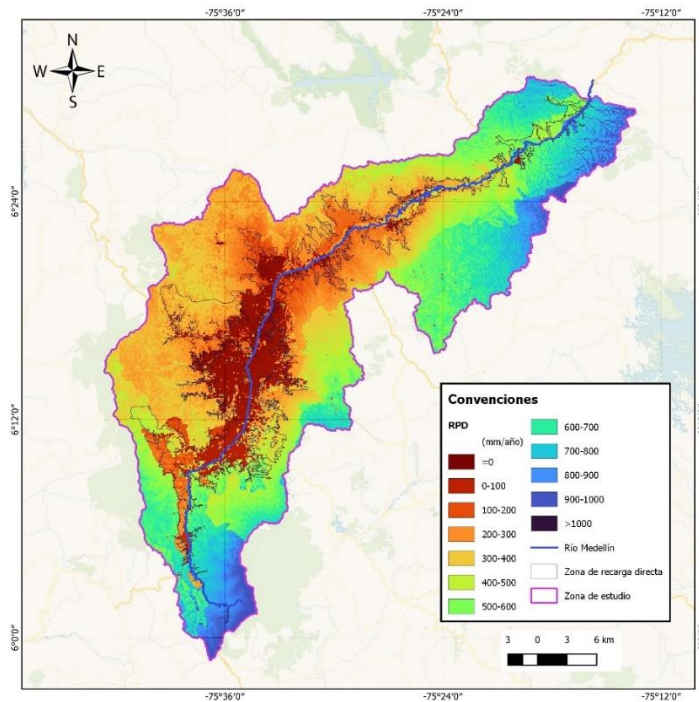 -75°36'0" -75°24'0" -75°12'0"
N
W E
S
6°24'0"
6°12'0"
6°0'0"
Convenciones
RPD
(mm/año)
=0
0-100
100-200
200-300
300-400
400-500
500-600
600-700
700-800
800-900
900-1000
>1000
Río Medellín
Zona de recarga directa
Zona de estudio
3 0 3 6 km
-75°36'0" -75°24'0" -75°12'0"